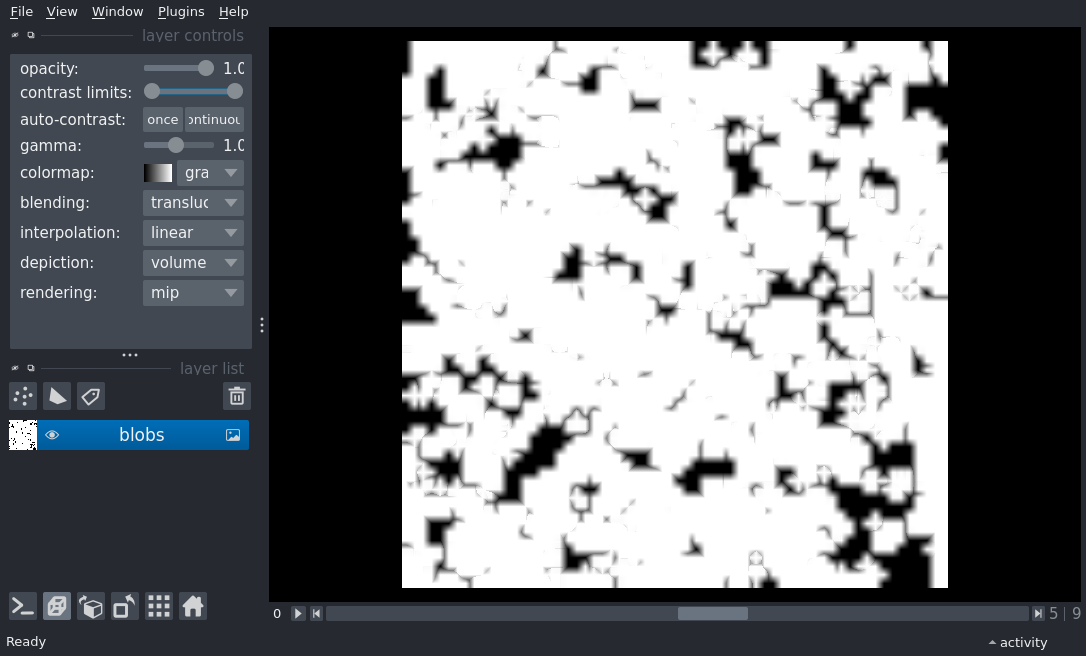 File View Window Plugins Help
layer controls
opacity: 1.0
contrast limits:
auto-contrast: once ontinuou
gamma: 1.0
colormap: gra
blending: transluc
interpolation: linear
depiction: volume
rendering: mip
layer list
blobs
0 5 | 9
Ready activity